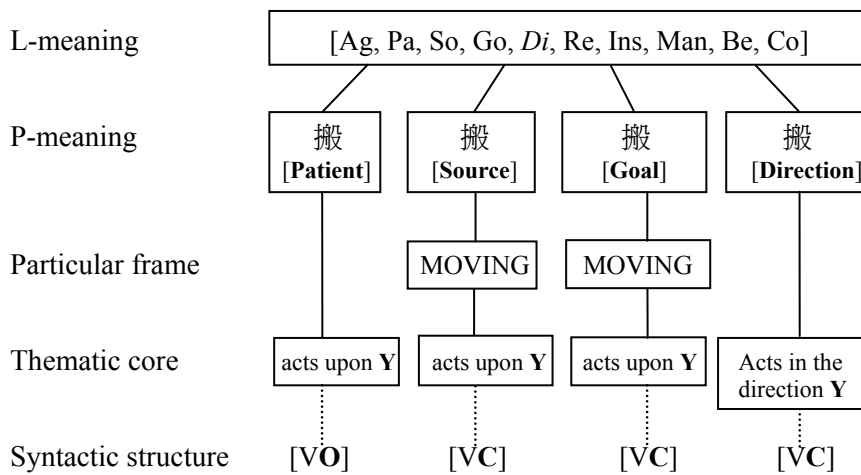 L-meaning [Ag, Pa, So, Go, Di, Re, Ins, Man, Be, Co]
P-meaning 搬 搬 搬 搬
[Patient] [Source] [Goal] [Direction]
Particular frame MOVING MOVING
Thematic core acts upon Y acts upon Y acts upon Y Acts in the
direction Y
Syntactic structure [VO] [VC] [VC] [VC]